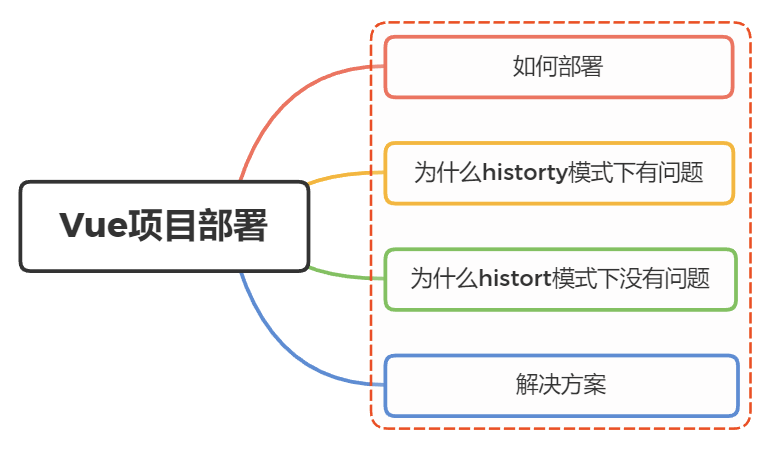 Vue项目部署
如何部署
为什么historty模式下有问题
为什么histort模式下没有问题
解决方案